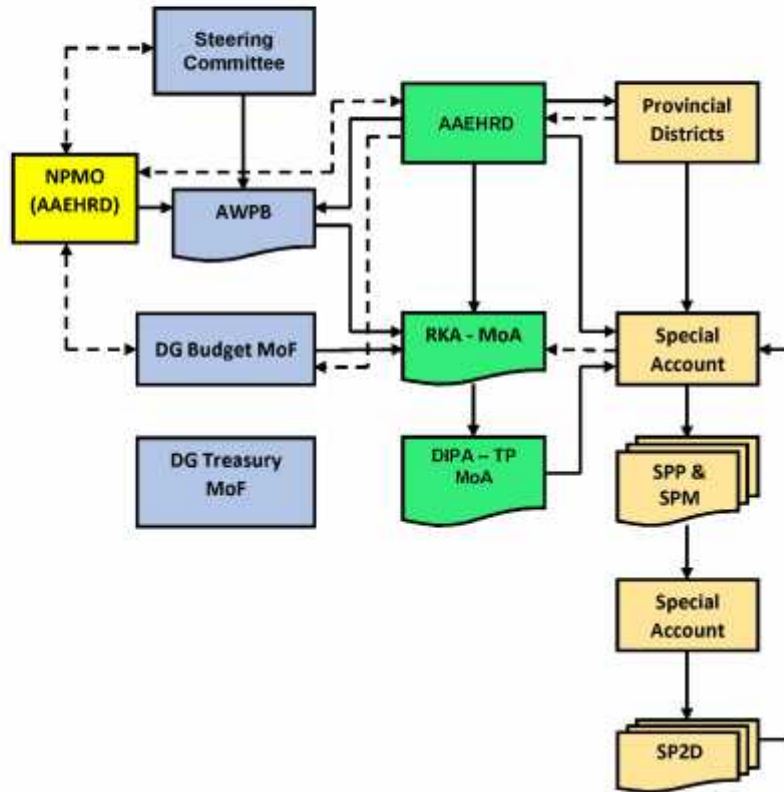 Steering
Committee
AAEHRD
Provincial
Districts
NPMO
(AAEHRD)
AWPB
DG Budget MoF
RKA - MoA
Special
Account
DG Treasury
MoF
DIPA – TP
MoA
SPP &
SPM
Special
Account
SP2D